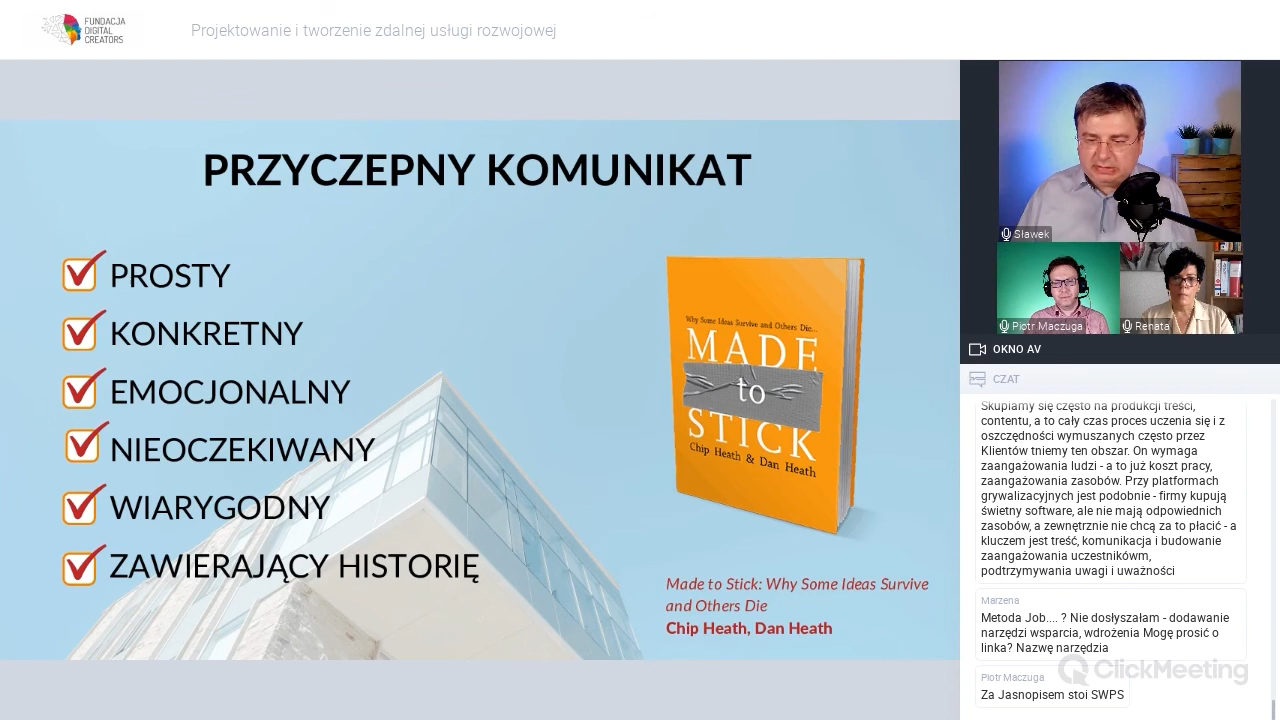 FUNDACJA
DIGITAL
CREATORS
Projektowanie i tworzenie zdalnej usługi rozwojowej
PRZYCZEPNY KOMUNIKAT
PROSTY
KONKRETNY
EMOCJONALNY
NIEOCZEKIWANY
WIARYGODNY
ZAWIERAJĄCY HISTORIĘ
Why Some Ideas Survive and Others Die...
MADE
to
STICK
Chip Heath & Dan Heath
Made to Stick: Why Some Ideas Survive
and Others Die
Chip Heath, Dan Heath
Sławek
Piotr Maczuga
Renata
OKNO AV
CZAT
Skupiamy się często na produkcji treści,
contentu, a to cały czas proces uczenia się i z
oszczędności wymuszanych często przez
Klientów tniemy ten obszar. On wymaga
zaangażowania ludzi - a to już koszt pracy,
zaangażowania zasobów. Przy platformach
grywalizacyjnych jest podobnie - firmy kupują
świetny software, ale nie mają odpowiednich
zasobów, a zewnętrznie nie chcą za to płacić - a
kluczem jest treść, komunikacja i budowanie
zaangażowania uczestnikówm,
podtrzymywania uwagi i uważności
Marzena
Metoda Job.... ? Nie dosłyszałam - dodawanie
narzędzi wsparcia, wdrożenia Mogę prosić o
linka? Nazwę narzędzia
ClickMeeting
Piotr Maczuga
Za Jasnopisem stoi SWPS